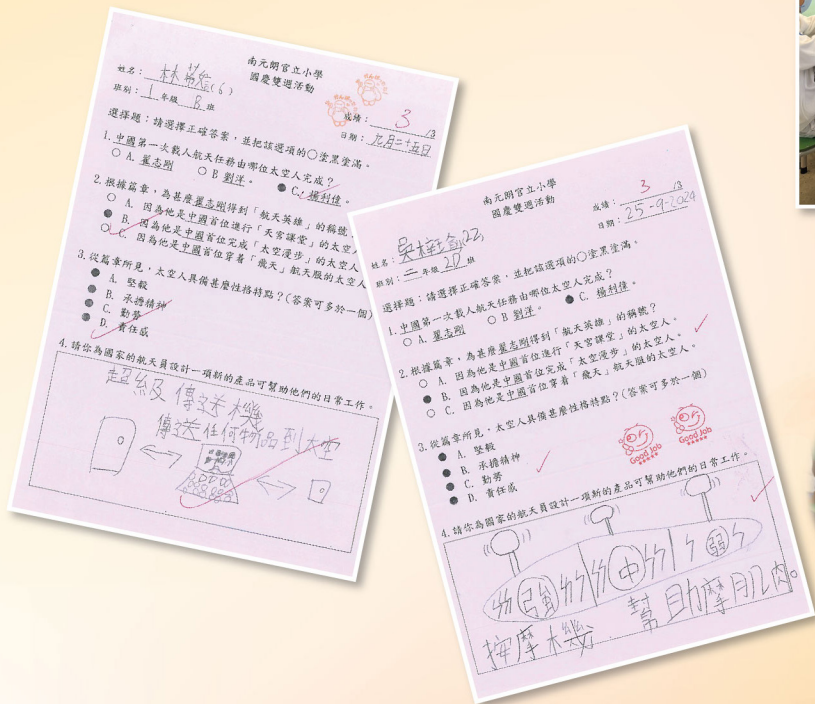 南元朗官立小學
國慶雙週活動
姓名：林
(6)
班別：1 年級 B 班
成績：3 /3
日期：九月二十五日
選擇題：請選擇正確答案，並把該選項的○塗黑塗滿。
1. 中國第一次載人航天任務由哪位太空人完成？
○ A. 翟志剛 ○ B 劉洋。 ● C. 楊利偉。
2. 根據篇章，為甚麼翟志剛得到「航天英雄」的稱號？
○ A. 因為他是中國首位進行「天宮課堂」的太空人
● B. 因為他是中國首位完成「太空漫步」的太空人
○ C. 因為他是中國首位穿着「飛天」航天服的太空人
3. 從篇章所見，太空人具備甚麼性格特點？(答案可多於一個)
● A. 堅毅
● B. 承擔精神
● C. 勤勞
● D. 責任感
4. 請你為國家的航天員設計一項新的產品可幫助他們的日常工作。
超級傳送機
傳送任何物品到太空
南元朗官立小學
國慶雙週活動
成績：3 /3
日期：25-9-2024
姓名：吳
22
班別：二 年級 2D 班
選擇題：請選擇正確答案，並把該選項的○塗黑塗滿。
1. 中國第一次載人航天任務由哪位太空人完成？
○ A. 翟志剛 ○ B 劉洋。 ● C. 楊利偉。
2. 根據篇章，為甚麼翟志剛得到「航天英雄」的稱號？
○ A. 因為他是中國首位進行「天宮課堂」的太空人。
● B. 因為他是中國首位完成「太空漫步」的太空人。
○ C. 因為他是中國首位穿着「飛天」航天服的太空人。
3. 從篇章所見，太空人具備甚麼性格特點？(答案可多於一個)
● A. 堅毅
● B. 承擔精神
● C. 勤勞
● D. 責任感
Good Job
Good Job
4. 請你為國家的航天員設計一項新的產品可幫助他們的日常工作。
強 中 弱
按摩機 幫助摩肌肉。